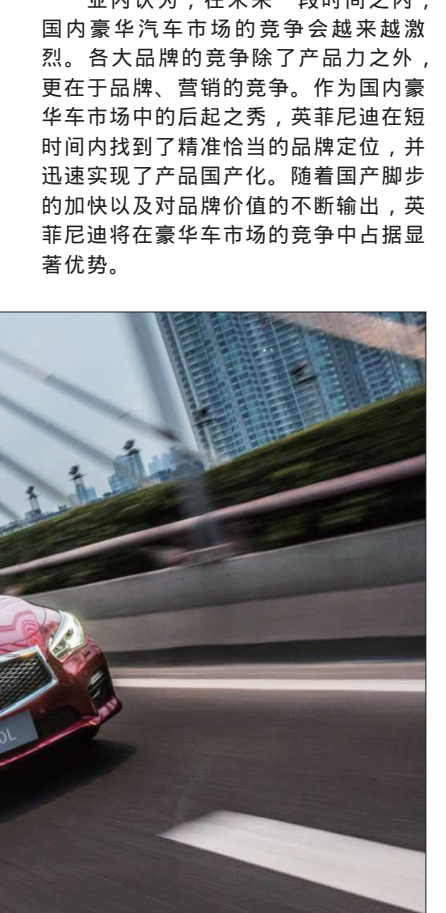 业内认为，在未来一段时间之内，
国内豪华汽车市场的竞争会越来越激
烈。各大品牌的竞争除了产品力之外，
更在于品牌、营销的竞争。作为国内豪
华车市场中的后起之秀，英菲尼迪在短
时间内找到了精准恰当的品牌定位，并
迅速实现了产品国产化。随着国产脚步
的加快以及对品牌价值的不断输出，英
菲尼迪将在豪华车市场的竞争中占据显
著优势。
0L